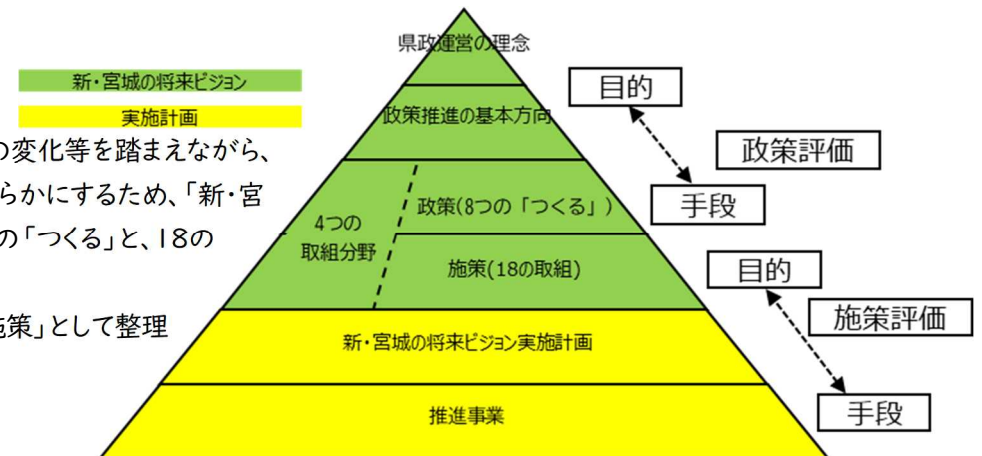 新・宮城の将来ビジョン
実施計画
の変化等を踏まえながら、
らかにするため、「新・宮
の「つくる」と、18の
施策」として整理
県政運営の理念
政策推進の基本方向
4つの
取組分野
政策(8つの「つくる」)
施策(18の取組)
新・宮城の将来ビジョン実施計画
推進事業
目的
政策評価
手段
目的
施策評価
手段